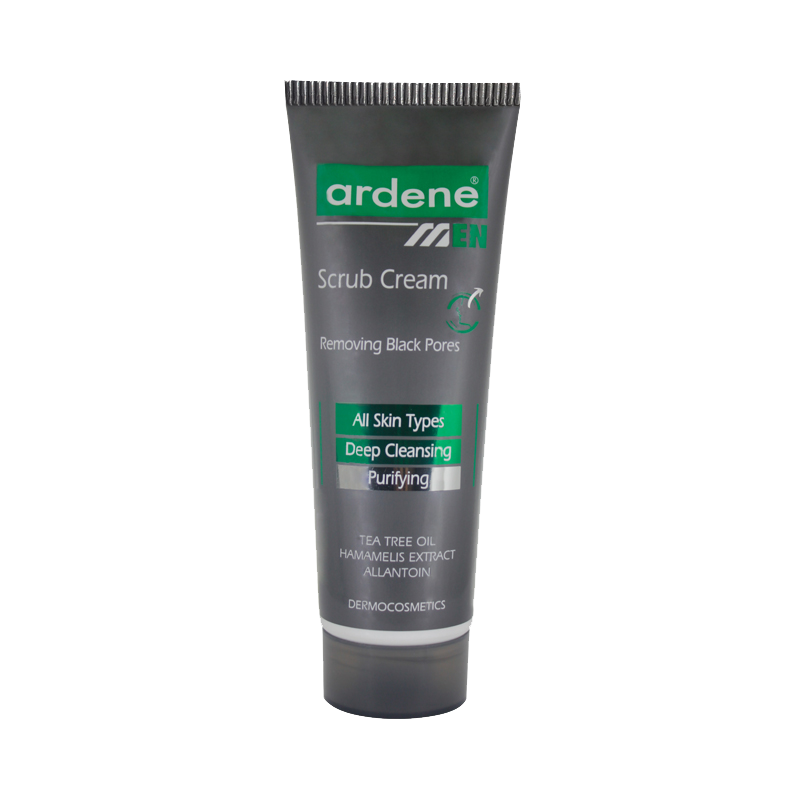 ardene®
MEN
Scrub Cream
Removing Black Pores
All Skin Types
Deep Cleansing
Purifying
TEA TREE OIL
HAMAMELIS EXTRACT
ALLANTOIN
DERMOCOSMETICS